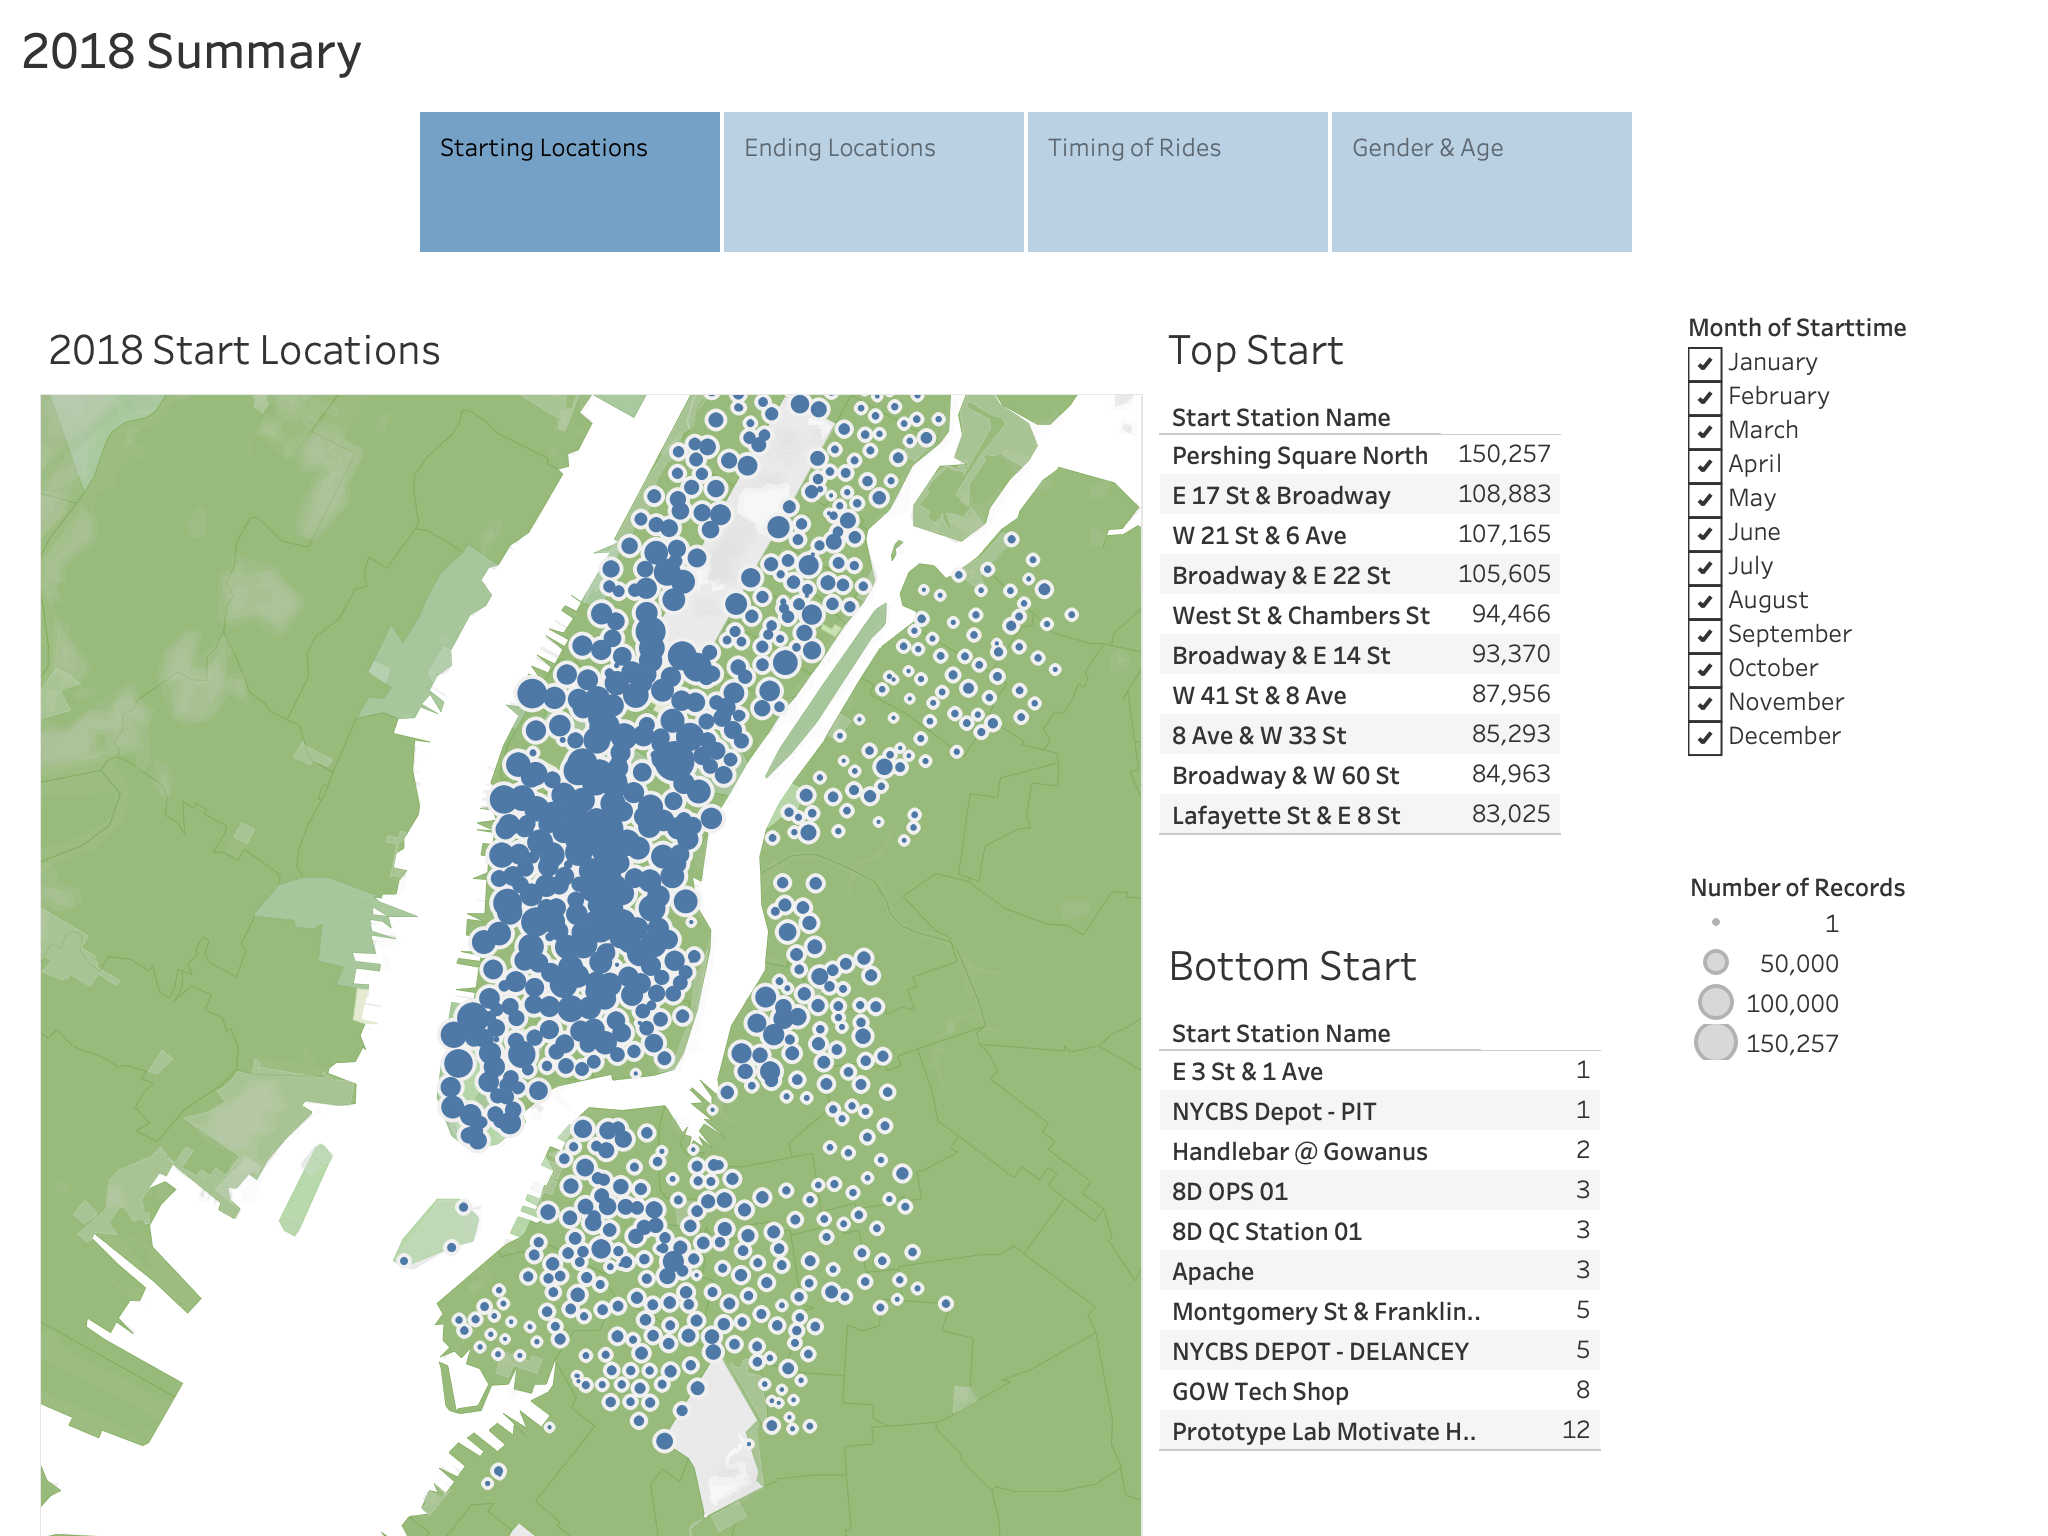 2018 Summary
Starting Locations
Ending Locations
Timing of Rides
Gender & Age
2018 Start Locations
Top Start
Start Station Name
Pershing Square North 150,257
E 17 St & Broadway 108,883
W 21 St & 6 Ave 107,165
Broadway & E 22 St 105,605
West St & Chambers St 94,466
Broadway & E 14 St 93,370
W 41 St & 8 Ave 87,956
8 Ave & W 33 St 85,293
Broadway & W 60 St 84,963
Lafayette St & E 8 St 83,025
Bottom Start
Start Station Name
E 3 St & 1 Ave 1
NYCBS Depot - PIT 1
Handlebar @ Gowanus 2
8D OPS 01 3
8D QC Station 01 3
Apache 3
Montgomery St & Franklin.. 5
NYCBS DEPOT - DELANCEY 5
GOW Tech Shop 8
Prototype Lab Motivate H.. 12
Month of Starttime
January
February
March
April
May
June
July
August
September
October
November
December
Number of Records
1
50,000
100,000
150,257